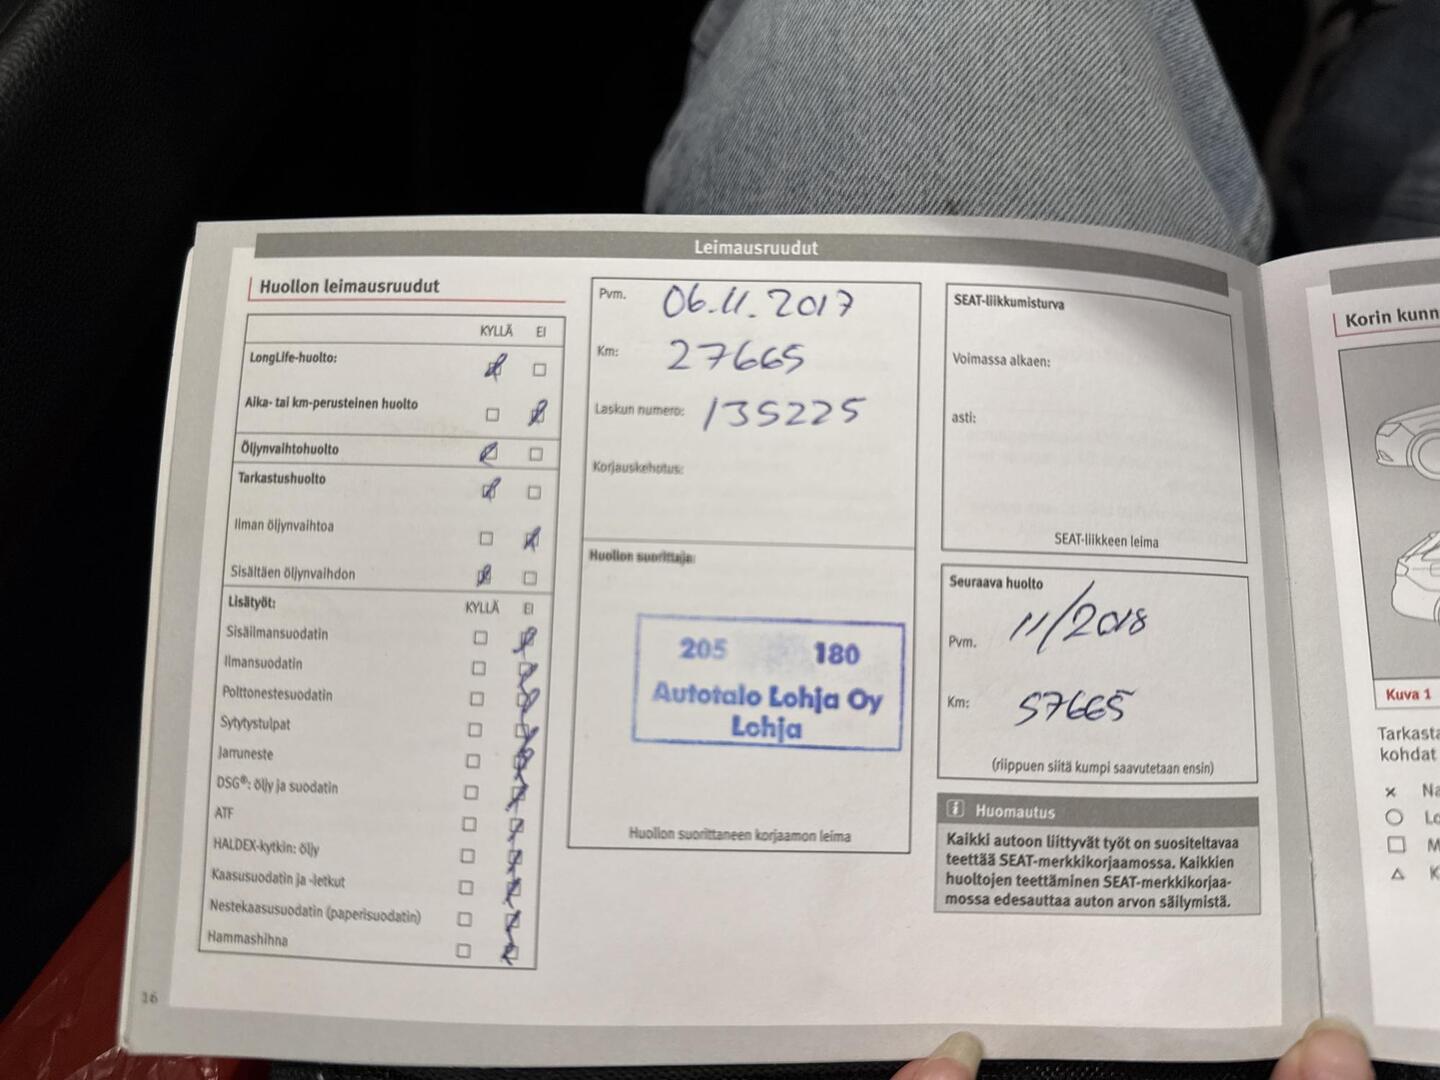 Leimausruudut
Huollon leimausruudut
KYLLÄ EI
LongLife-huolto:
Aika- tai km-perusteinen huolto
Öljynvaihtohuolto
Tarkastushuolto
Ilman öljynvaihtoa
Sisältäen öljynvaihdon
Lisätyöt: KYLLÄ EI
Sisäilmansuodatin
Ilmansuodatin
Polttonestesuodatin
Sytytystulpat
Jarruneste
DSG®: öljy ja suodatin
ATF
HALDEX-kytkin: öljy
Kaasusuodatin ja -letkut
Nestekaasusuodatin (paperisuodatin)
Hammashihna
16
Pvm. 06.11.2017
Km: 27665
Laskun numero: 135225
Korjauskehotus:
Huollon suorittaja:
205 180
Autotalo Lohja Oy
Lohja
Huollon suorittaneen korjaamon leima
SEAT-liikkumisturva
Voimassa alkaen:
asti:
SEAT-liikkeen leima
Seuraava huolto
Pvm. 11/2018
Km: 57665
(riippuen siitä kumpi saavutetaan ensin)
i Huomautus
Kaikki autoon liittyvät työt on suositeltavaa
teettää SEAT-merkkikorjaamossa. Kaikkien
huoltojen teettäminen SEAT-merkkikorjaa-
mossa edesauttaa auton arvon säilymistä.
Korin kunn
Kuva 1
Tarkasta
kohdat
× Na
Lo
M
K